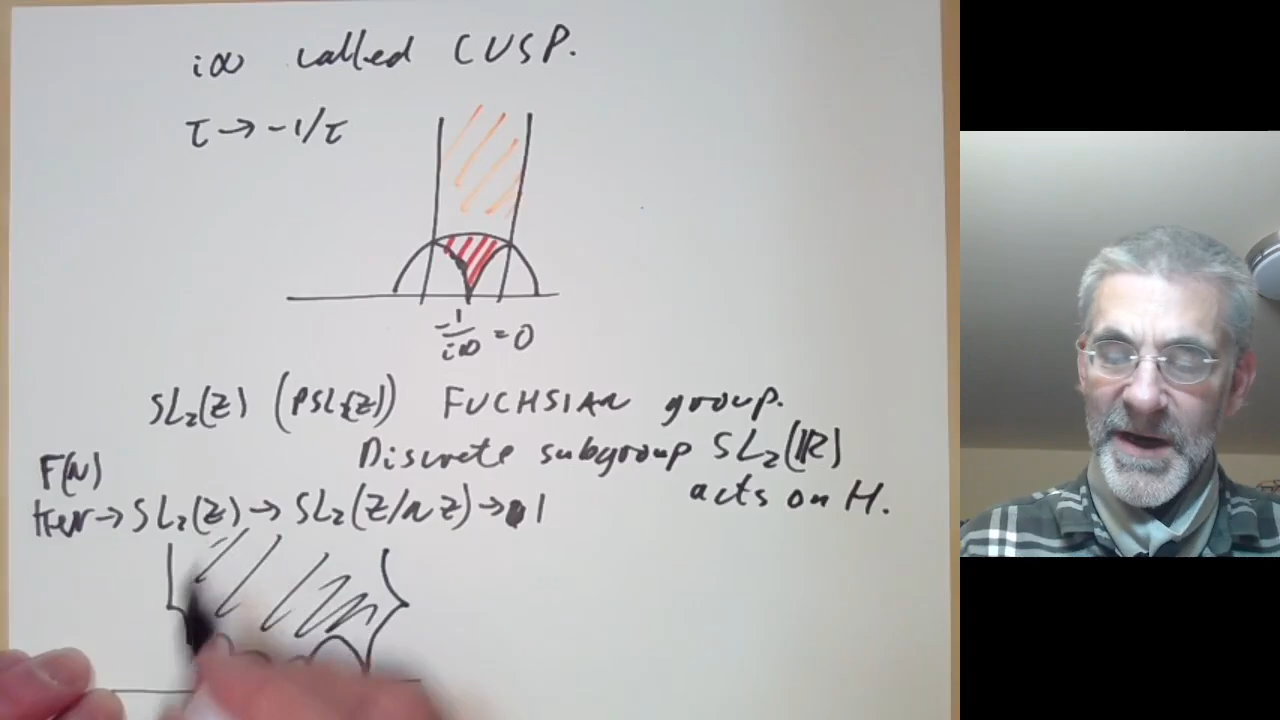 i∞ called CUSP.
τ → -1/τ
-1/i∞ = 0
SL₂(Z) (PSL₂(Z)) FUCHSIAN group.
Discrete subgroup SL₂(ℝ)
acts on H.
Γ(N)
Ker → SL₂(Z) → SL₂(Z/nZ) → 1